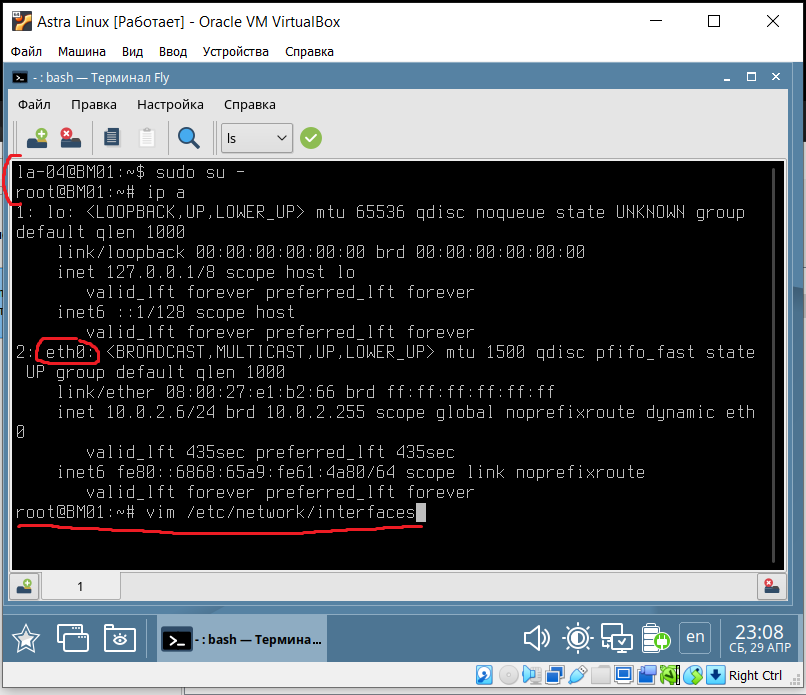 Astra Linux [Работает] - Oracle VM VirtualBox
Файл Машина Вид Ввод Устройства Справка
- : bash — Терминал Fly
Файл Правка Настройка Справка
ls
la-04@BM01:~$ sudo su -
root@BM01:~# ip a
1: lo: <LOOPBACK,UP,LOWER_UP> mtu 65536 qdisc noqueue state UNKNOWN group
default qlen 1000
link/loopback 00:00:00:00:00:00 brd 00:00:00:00:00:00
inet 127.0.0.1/8 scope host lo
valid_lft forever preferred_lft forever
inet6 ::1/128 scope host
valid_lft forever preferred_lft forever
2: eth0: <BROADCAST,MULTICAST,UP,LOWER_UP> mtu 1500 qdisc pfifo_fast state
UP group default qlen 1000
link/ether 08:00:27:e1:b2:66 brd ff:ff:ff:ff:ff:ff
inet 10.0.2.6/24 brd 10.0.2.255 scope global noprefixroute dynamic eth
0
valid_lft 435sec preferred_lft 435sec
inet6 fe80::6868:65a9:fe61:4a80/64 scope link noprefixroute
valid_lft forever preferred_lft forever
root@BM01:~# vim /etc/network/interfaces
1
- : bash — Термина...
en
23:08
СБ, 29 АПР
Right Ctrl